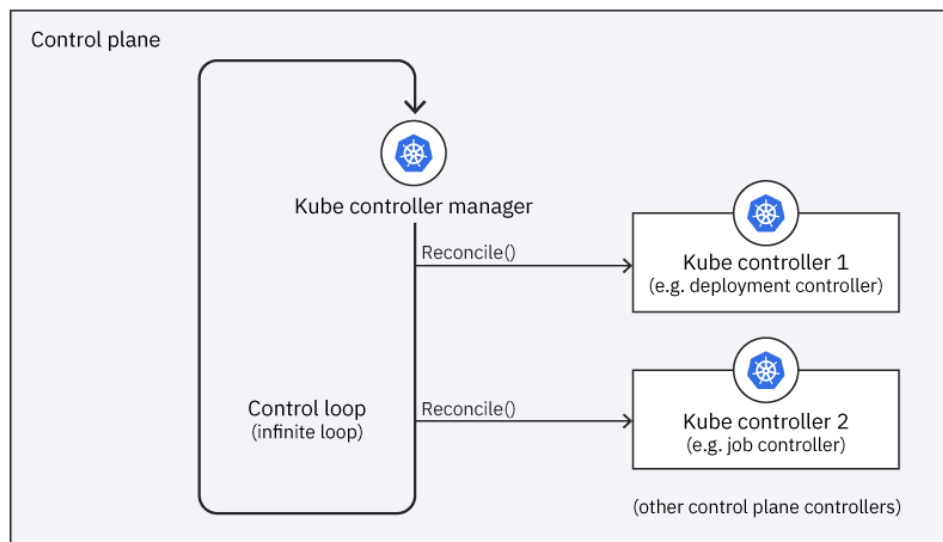 Control plane
Kube controller manager
Reconcile()
Kube controller 1
(e.g. deployment controller)
Control loop
(infinite loop)
Reconcile()
Kube controller 2
(e.g. job controller)
(other control plane controllers)